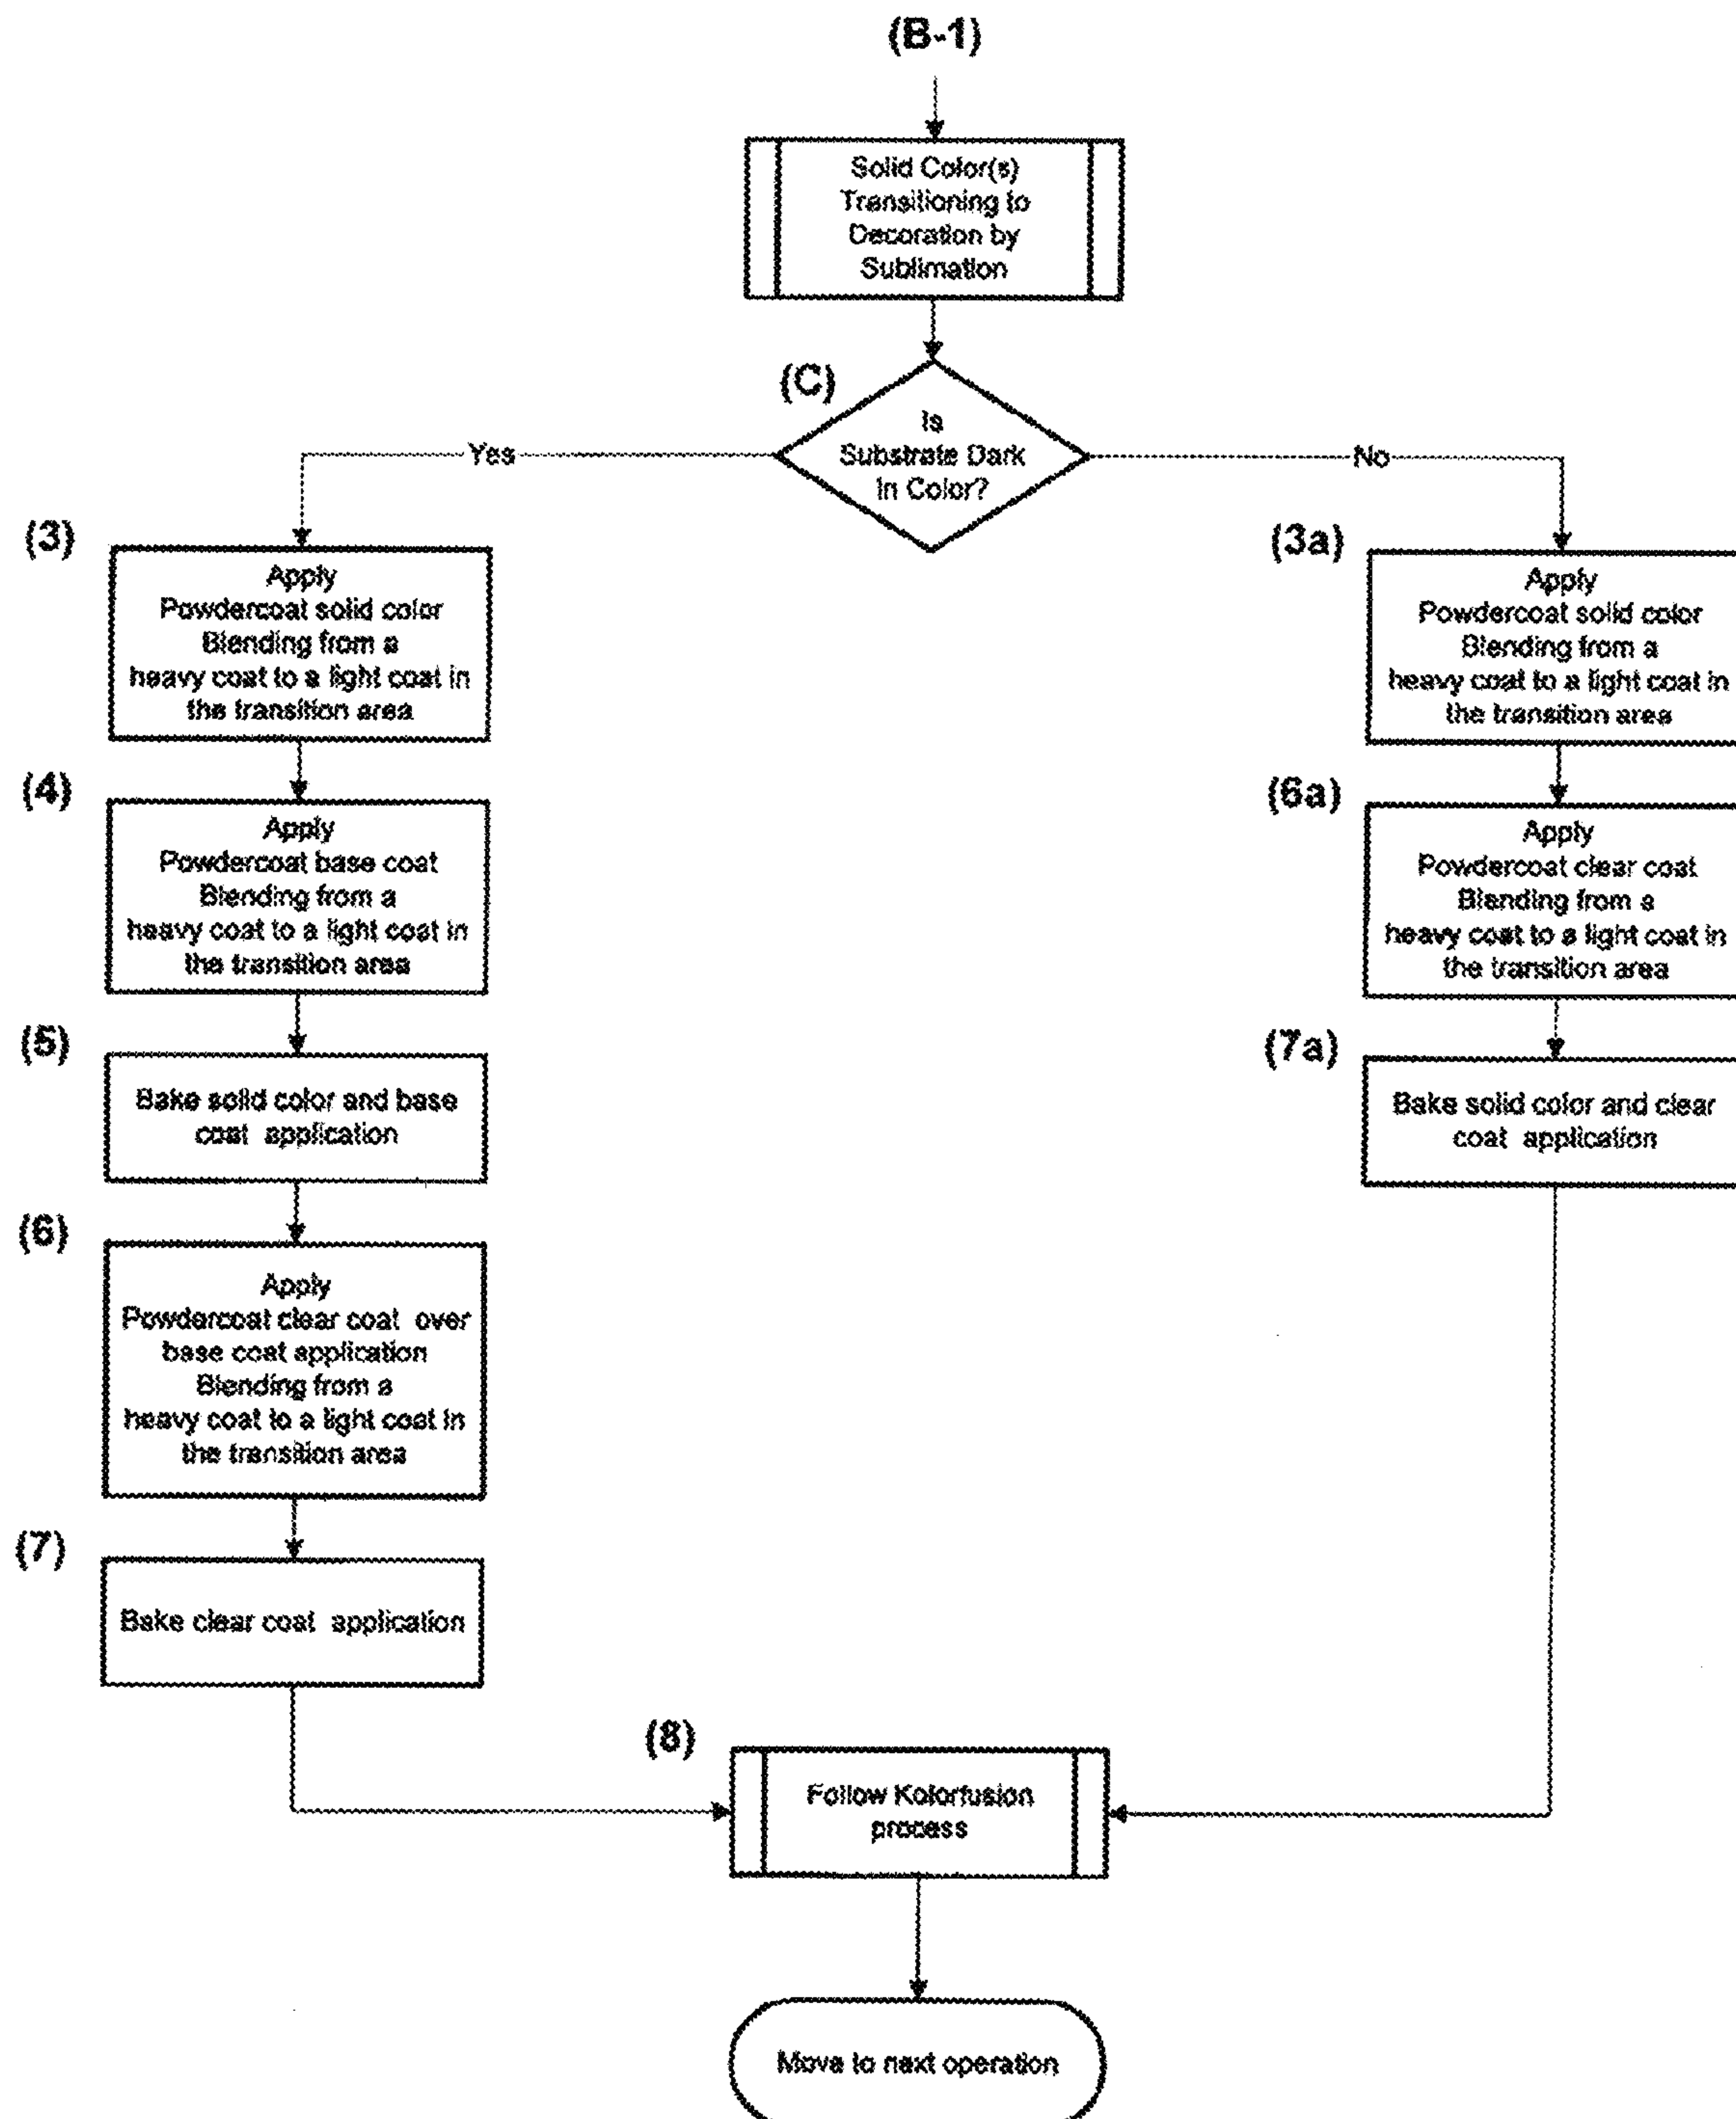 (B-1)
Solid Color(s)
Transitioning to
Decoration by
Sublimation
(C)
Is
Substrate Dark
in Color?
Yes
No
(3)
Apply
Powdercoat solid color
Blending from a
heavy coat to a light coat in
the transition area
(4)
Apply
Powdercoat base coat
Blending from a
heavy coat to a light coat in
the transition area
(5)
Bake solid color and base
coat application
(6)
Apply
Powdercoat clear coat over
base coat application
Blending from a
heavy coat to a light coat in
the transition area
(7)
Bake clear coat application
(3a)
Apply
Powdercoat solid color
Blending from a
heavy coat to a light coat in
the transition area
(6a)
Apply
Powdercoat clear coat
Blending from a
heavy coat to a light coat in
the transition area
(7a)
Bake solid color and clear
coat application
(8)
Follow Kolorfusion
process
Move to next operation